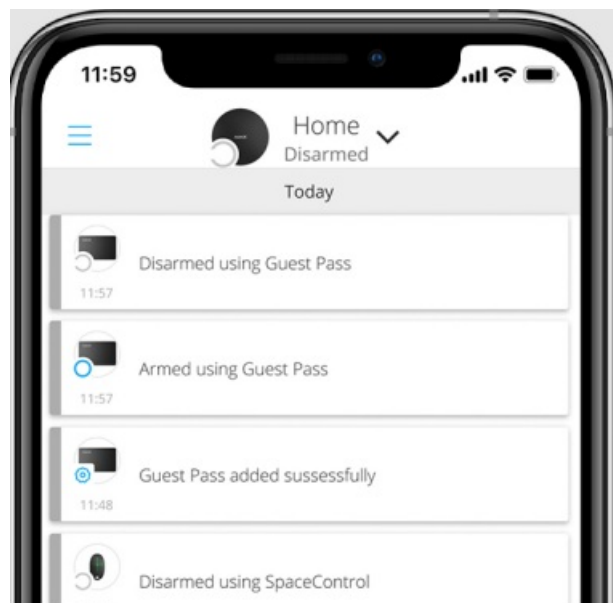 11:59
Home
Disarmed
Today
Disarmed using Guest Pass
11:57
Armed using Guest Pass
11:57
Guest Pass added sussessfully
11:48
Disarmed using SpaceControl